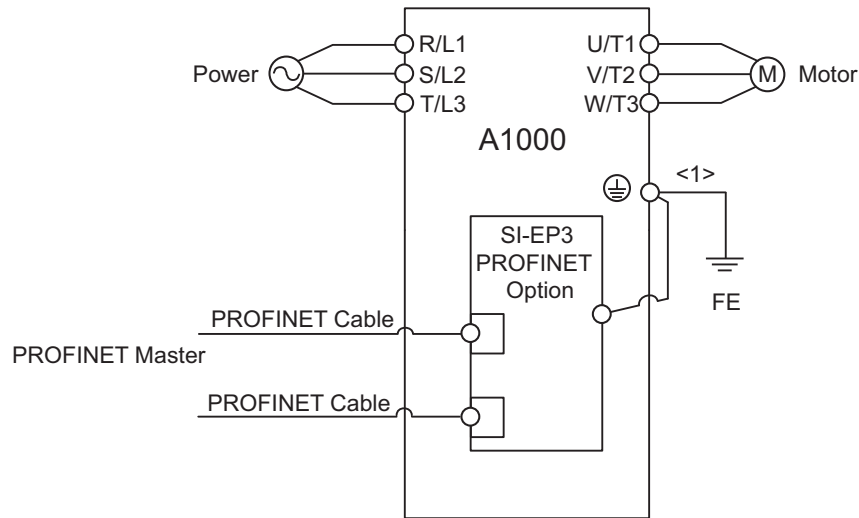 Power
R/L1
S/L2
T/L3
U/T1
V/T2
W/T3
M
Motor
A1000
<1>
FE
SI-EP3
PROFINET
Option
PROFINET Cable
PROFINET Master
PROFINET Cable